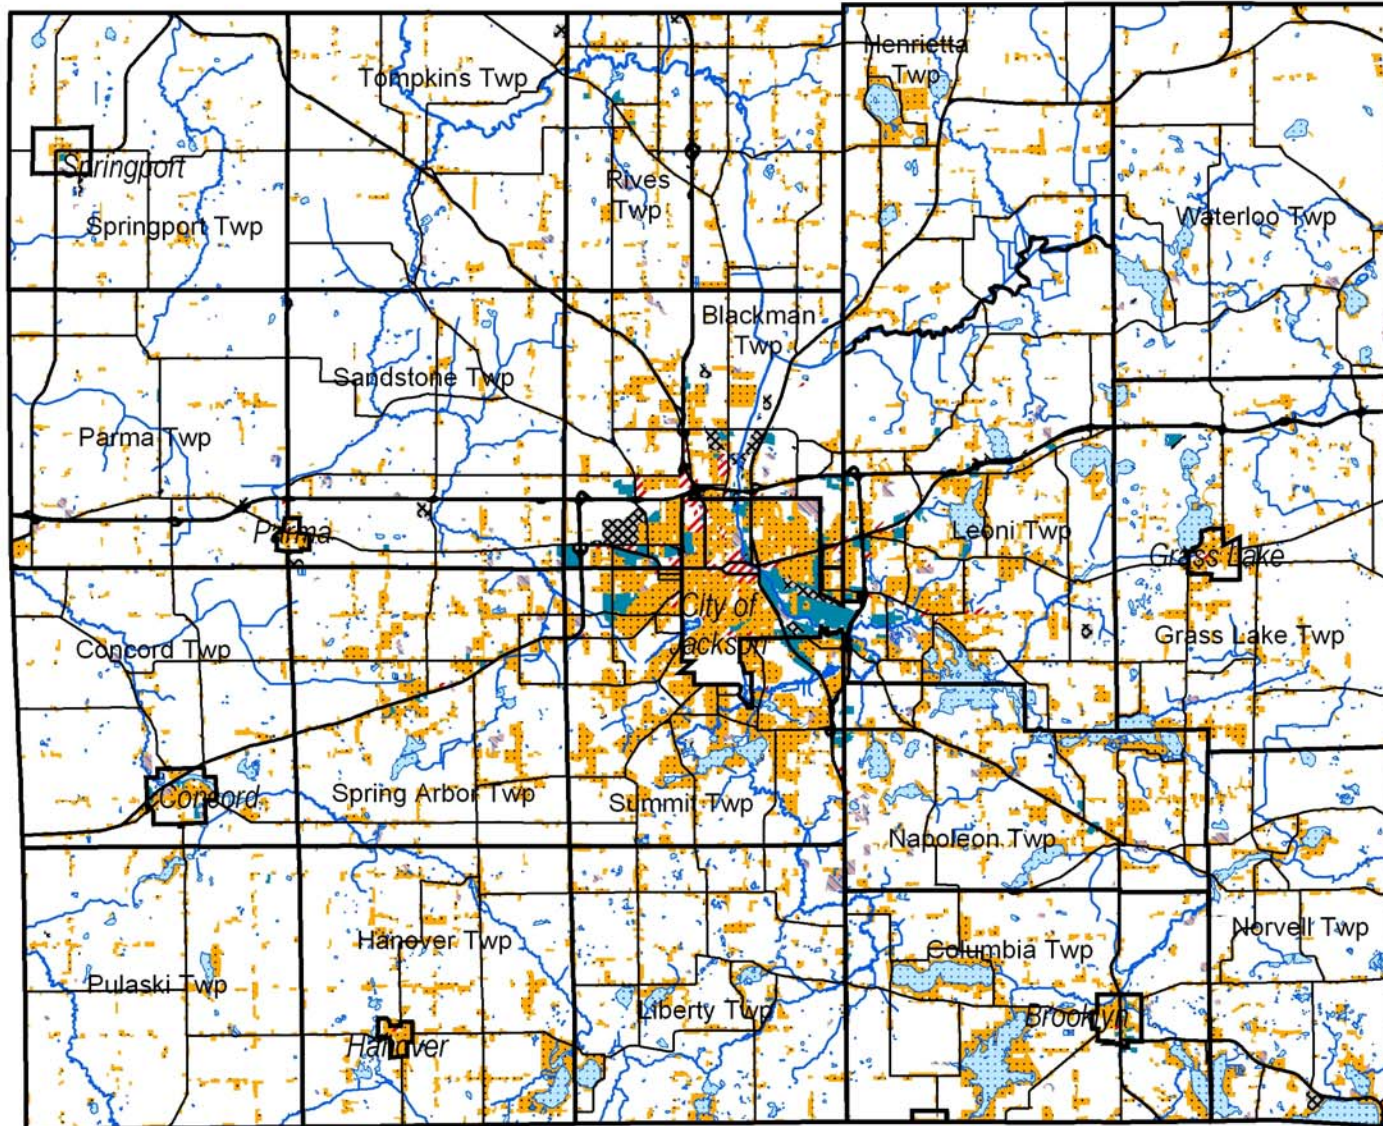 Henrietta
Twp
Tompkins Twp
Springport
Rives
Twp
Springport Twp
Waterloo Twp
Blackman
Twp
Sandstone Twp
Parma Twp
Parma
Leoni Twp
Grass Lake
City of
Jackson
Concord Twp
Grass Lake Twp
Concord
Spring Arbor Twp
Summit Twp
Napoleon Twp
Norvell Twp
Hanover Twp
Columbia Twp
Pulaski Twp
Liberty Twp
Brooklyn
Hanover